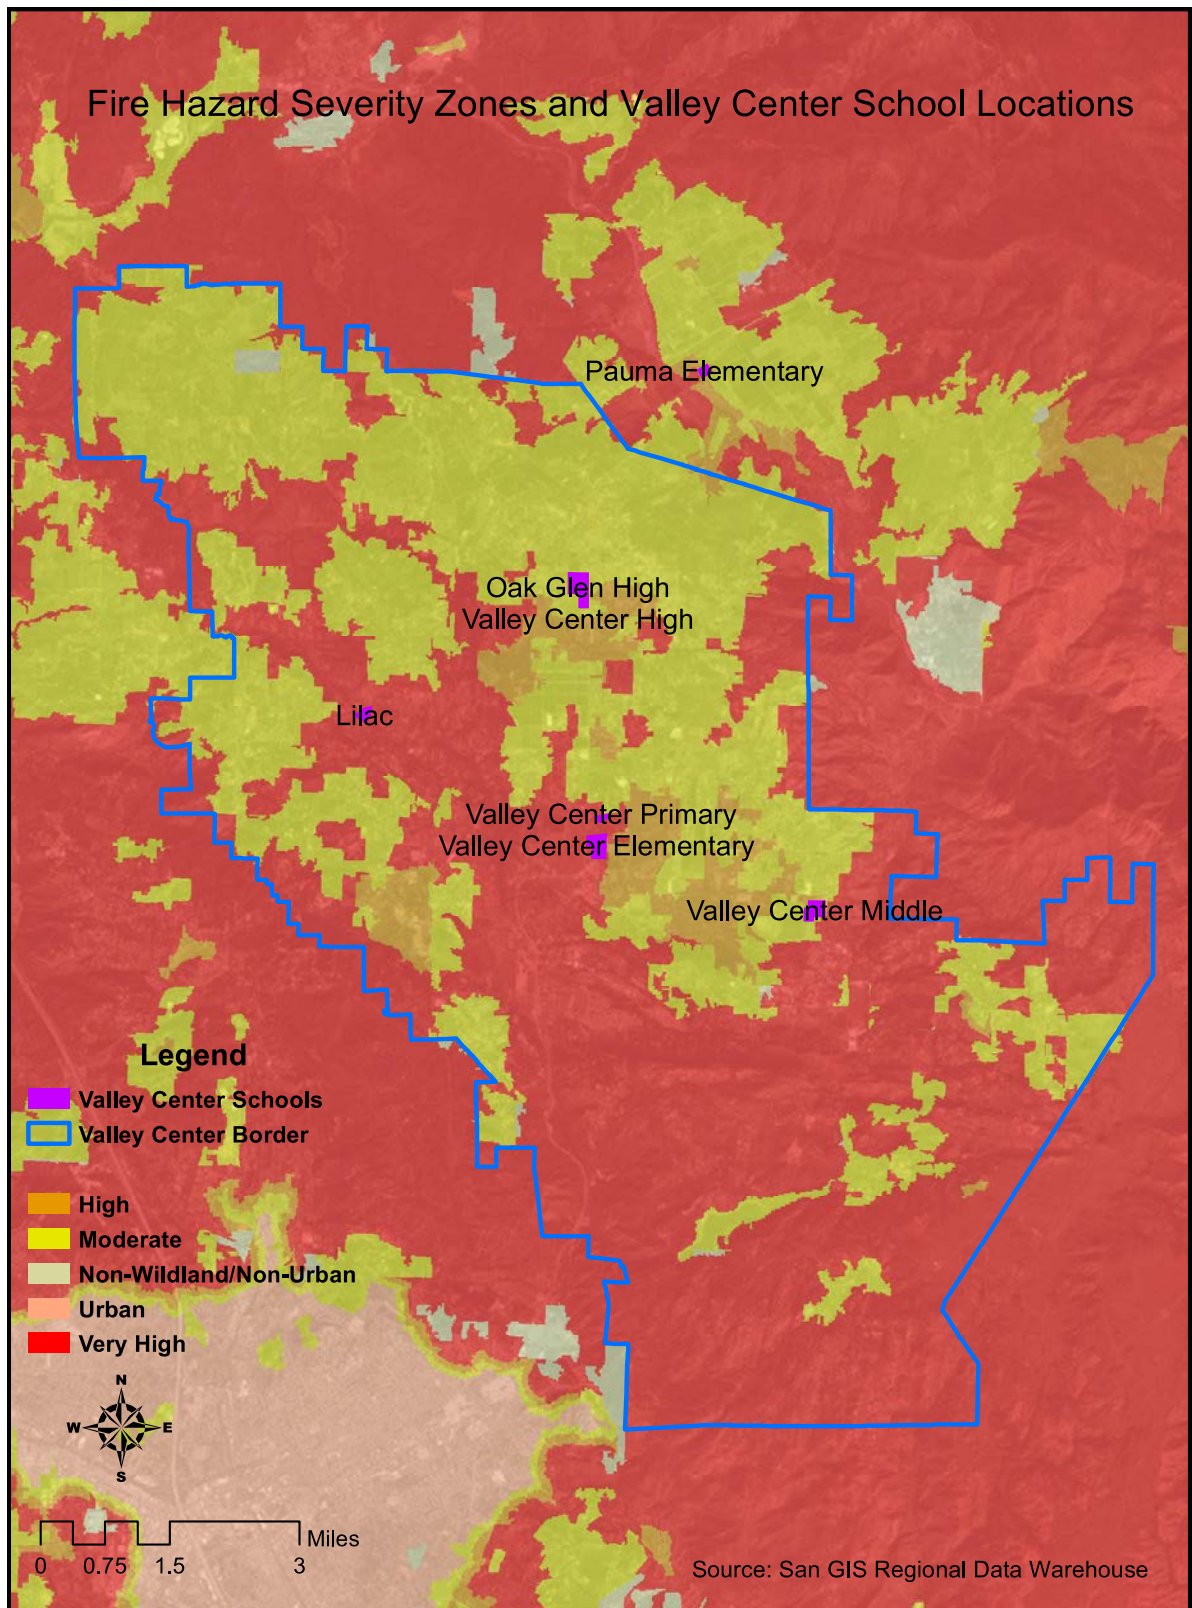 Fire Hazard Severity Zones and Valley Center School Locations
Pauma Elementary
Oak Glen High
Valley Center High
Lilac
Valley Center Primary
Valley Center Elementary
Valley Center Middle
Legend
Valley Center Schools
Valley Center Border
High
Moderate
Non-Wildland/Non-Urban
Urban
Very High
N
W E
S
Miles
0 0.75 1.5 3
Source: San GIS Regional Data Warehouse